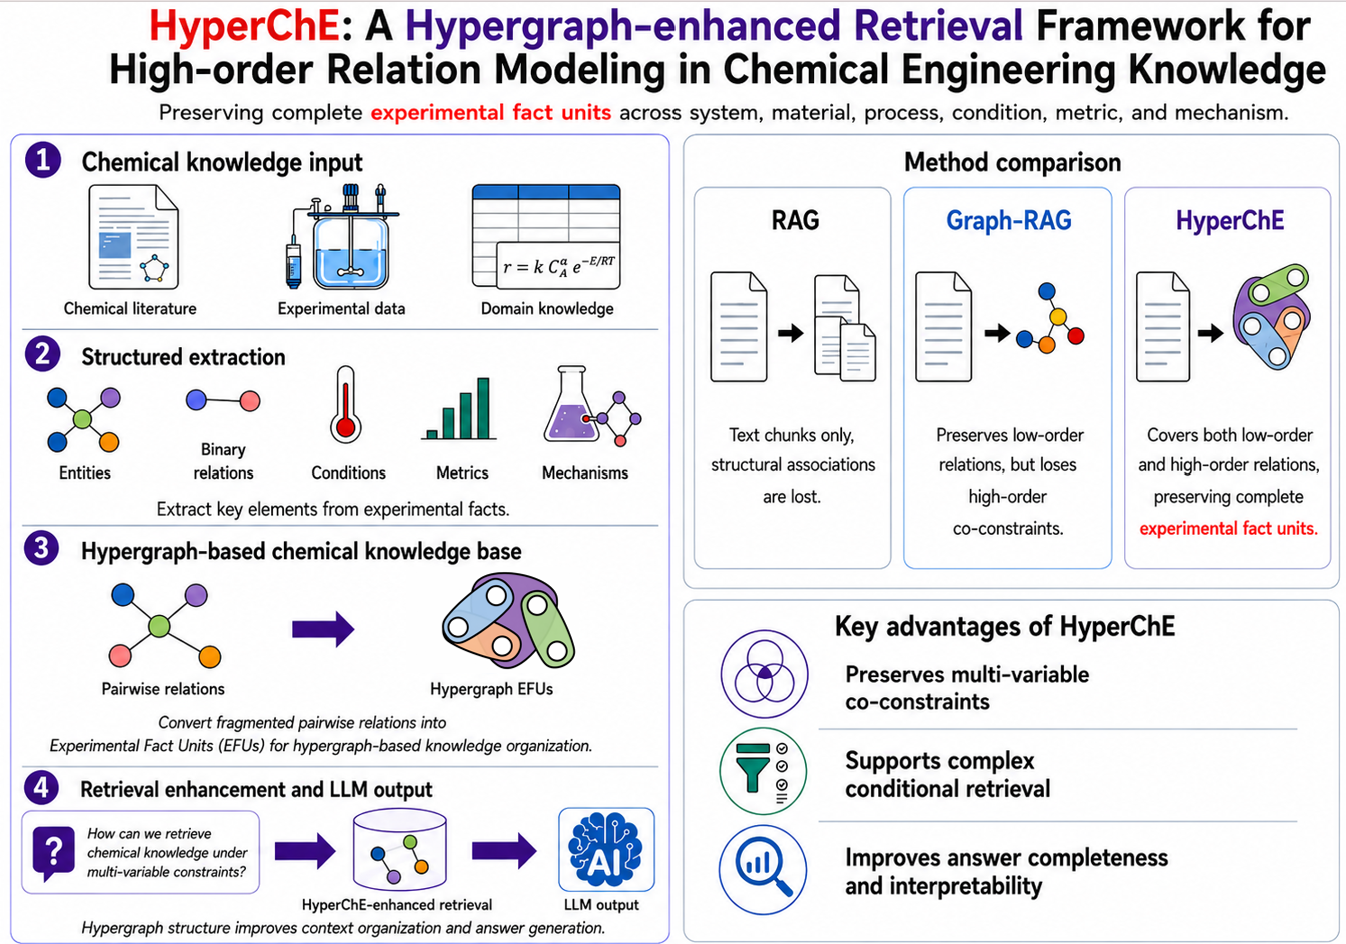 HyperChE: A Hypergraph-enhanced Retrieval Framework for
High-order Relation Modeling in Chemical Engineering Knowledge
Preserving complete experimental fact units across system, material, process, condition, metric, and mechanism.
1 Chemical knowledge input
r = k C_A^α e^{-E/RT}
Chemical literature
Experimental data
Domain knowledge
2 Structured extraction
Entities
Binary
relations
Conditions
Metrics
Mechanisms
Extract key elements from experimental facts.
3 Hypergraph-based chemical knowledge base
Pairwise relations
Hypergraph EFUs
Convert fragmented pairwise relations into
Experimental Fact Units (EFUs) for hypergraph-based knowledge organization.
4 Retrieval enhancement and LLM output
?
How can we retrieve
chemical knowledge under
multi-variable constraints?
AI
HyperChE-enhanced retrieval
LLM output
Hypergraph structure improves context organization and answer generation.
Method comparison
RAG
Text chunks only,
structural associations
are lost.
Graph-RAG
Preserves low-order
relations, but loses
high-order
co-constraints.
HyperChE
Covers both low-order
and high-order relations,
preserving complete
experimental fact units.
Key advantages of HyperChE
Preserves multi-variable
co-constraints
Supports complex
conditional retrieval
Improves answer completeness
and interpretability